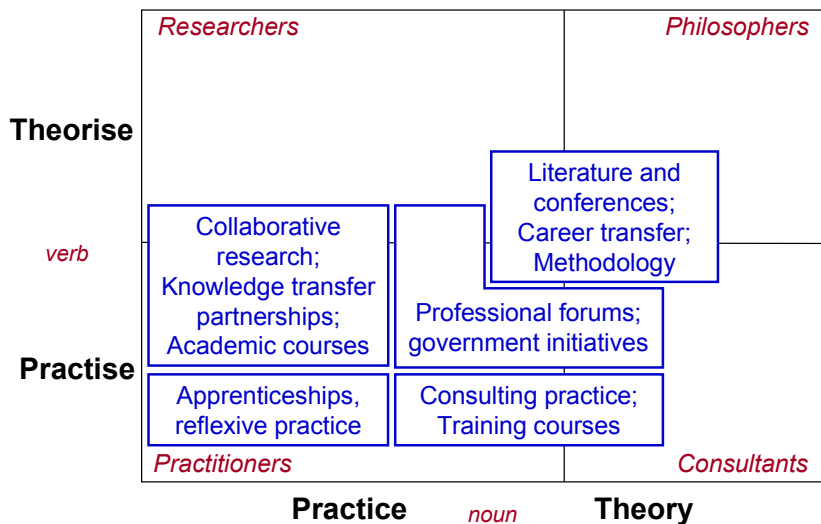 Researchers
Philosophers
Theorise
Literature and
conferences;
Career transfer;
Methodology
Collaborative
research;
Knowledge transfer
partnerships;
Academic courses
verb
Professional forums;
government initiatives
Practise
Apprenticeships,
reflexive practice
Consulting practice;
Training courses
Practitioners
Consultants
Practice
noun
Theory